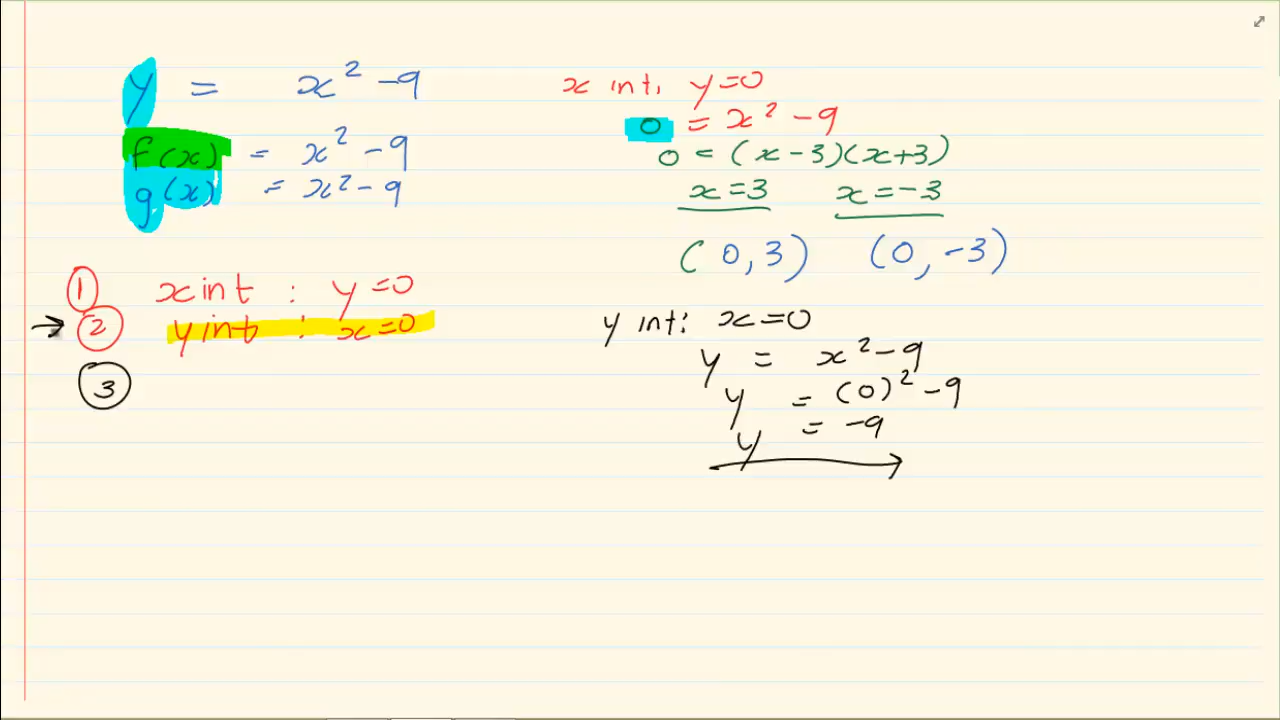 y = x² - 9
f(x) = x² - 9
g(x) = x² - 9
① x int : y = 0
② y int : x = 0
③
x int, y = 0
0 = x² - 9
0 = (x - 3)(x + 3)
x = 3 x = -3
(0, 3) (0, -3)
y int: x = 0
y = x² - 9
y = (0)² - 9
y = -9